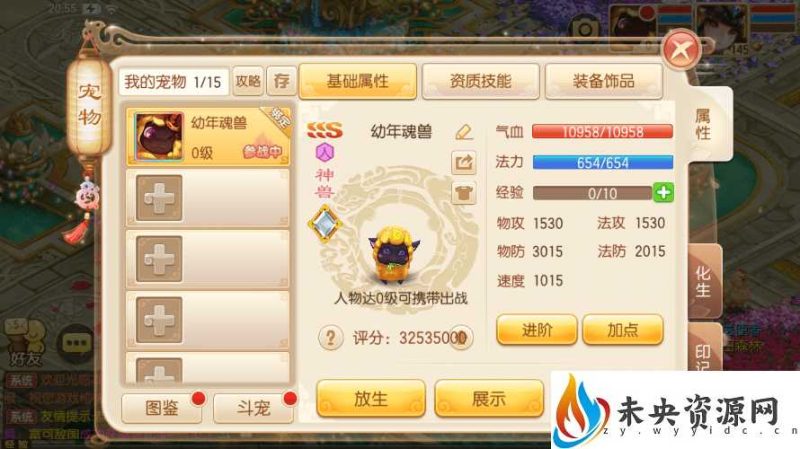 20:55
宠物
我的宠物 1/15
攻略
存
基础属性
资质技能
装备饰品
属性
化生
印记
幼年魂兽
绑定
0级
参战中
SSS
人
神兽
幼年魂兽
人物达0级可携带出战
? 评分：32535000
气血 10958/10958
法力 654/654
经验 0/10
物攻 1530 法攻 1530
物防 3015 法防 2015
速度 1015
进阶
加点
图鉴
斗宠
放生
展示
好友
系统 欢迎光临
系统 友情提示
经验
未央资源网
zy.wyyidc.cn